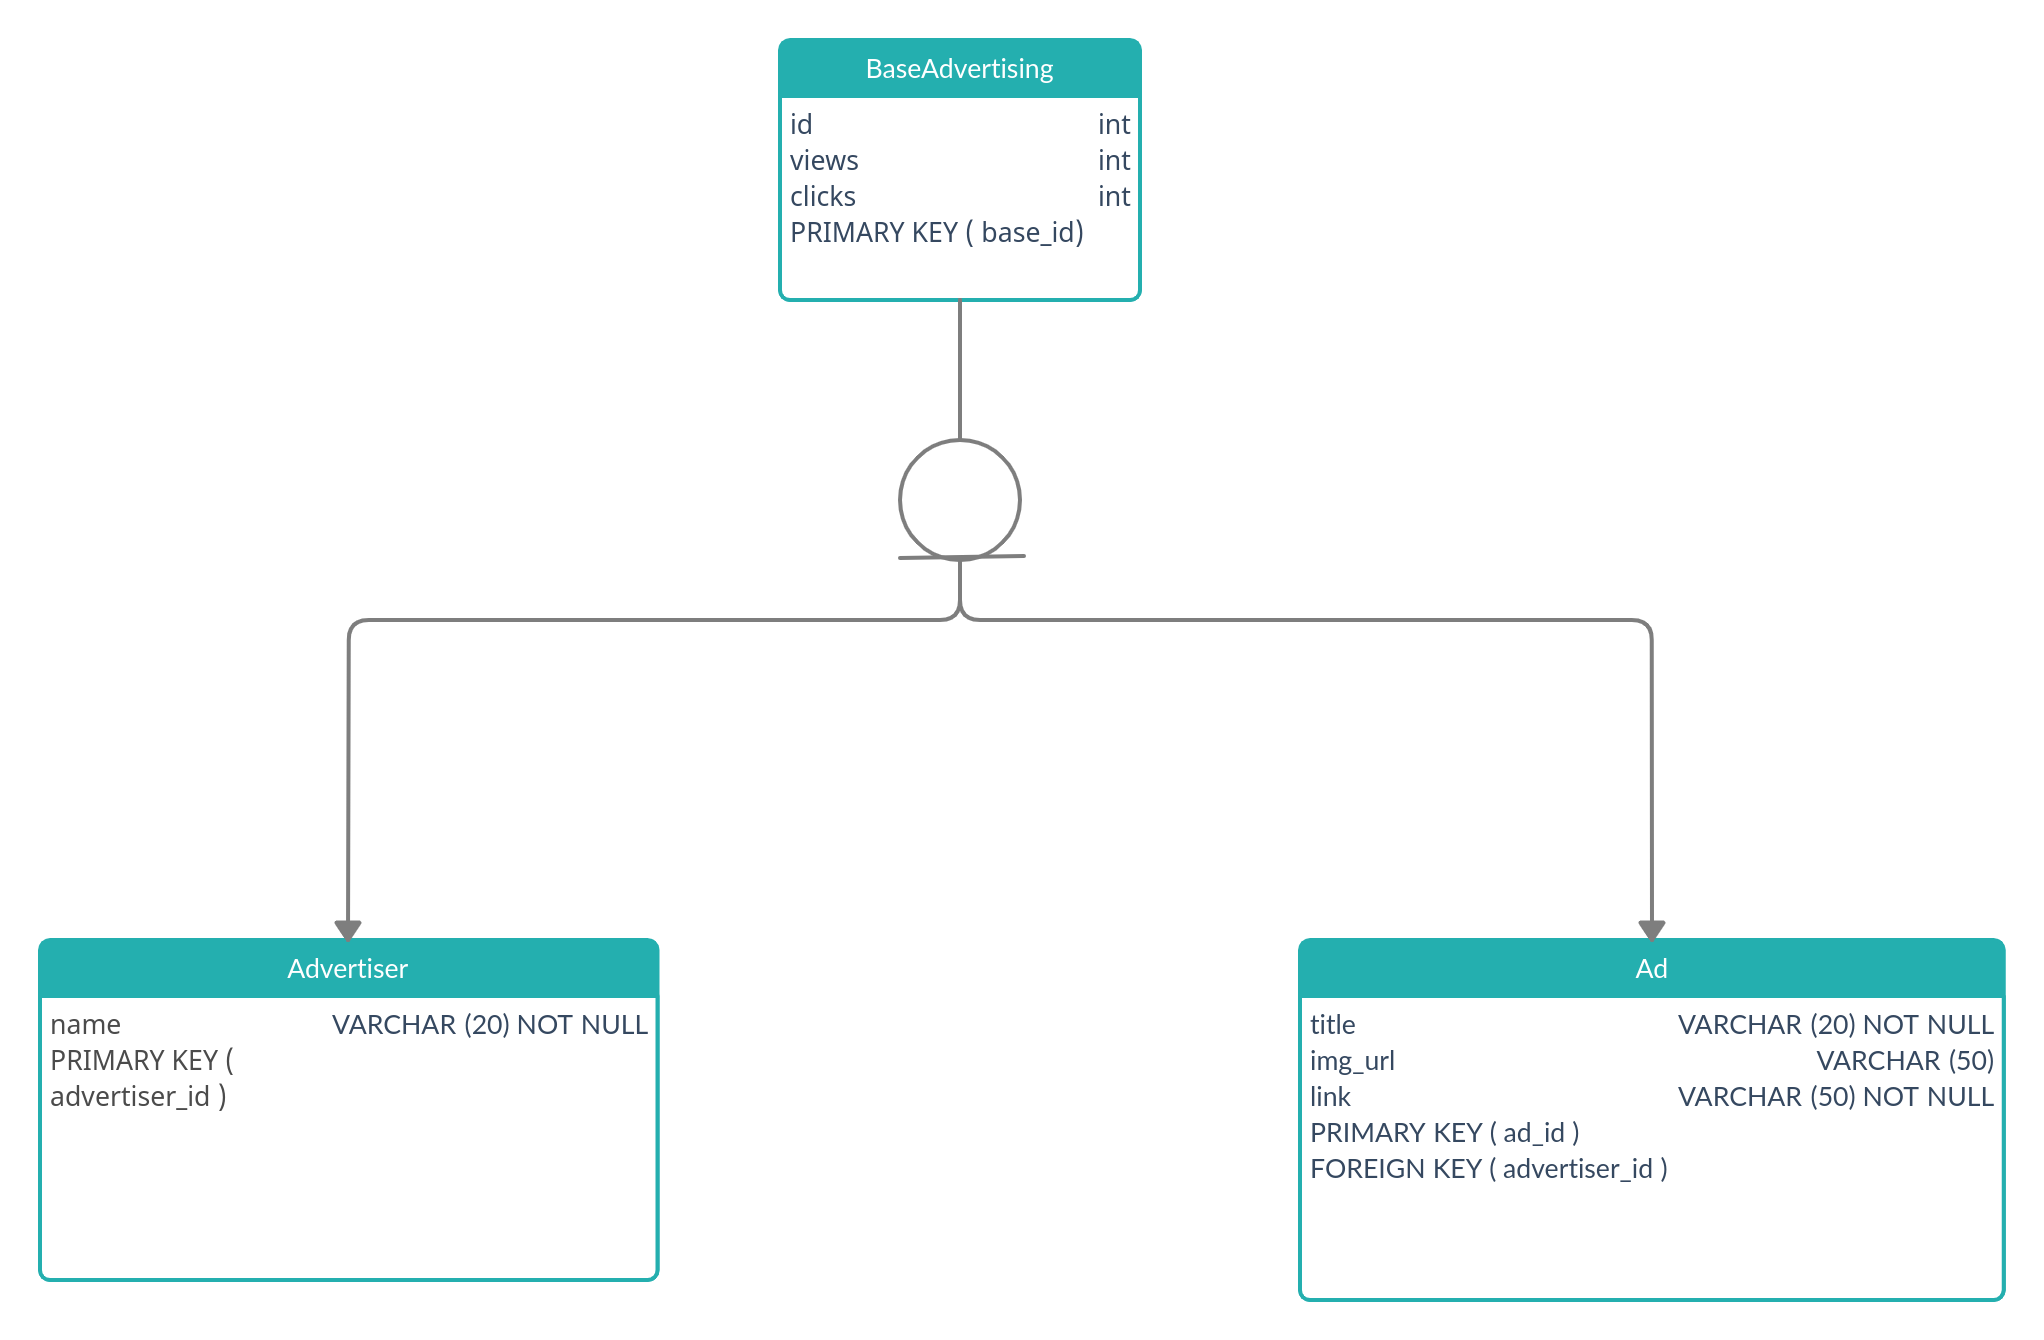 BaseAdvertising
id int
views int
clicks int
PRIMARY KEY ( base_id)
Advertiser
name VARCHAR (20) NOT NULL
PRIMARY KEY (
advertiser_id )
Ad
title VARCHAR (20) NOT NULL
img_url VARCHAR (50)
link VARCHAR (50) NOT NULL
PRIMARY KEY ( ad_id )
FOREIGN KEY ( advertiser_id )